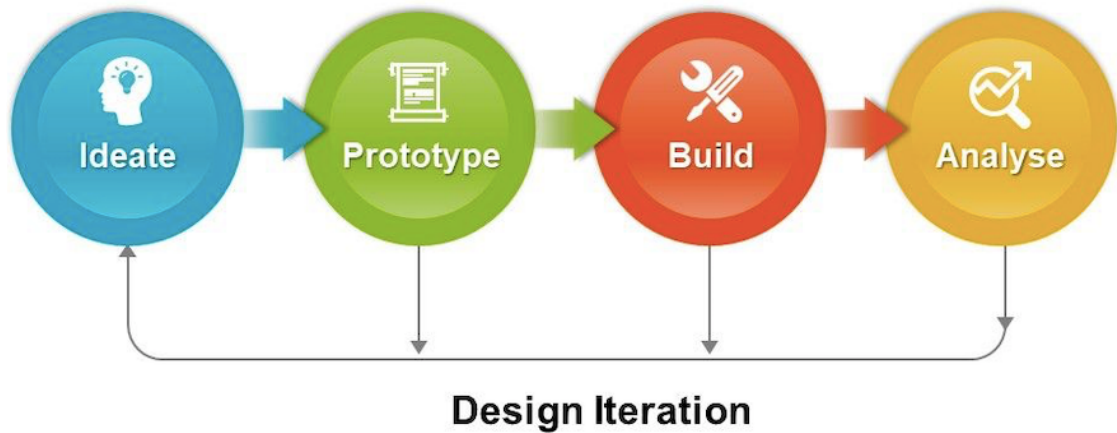 Ideate
Prototype
Build
Analyse
Design Iteration